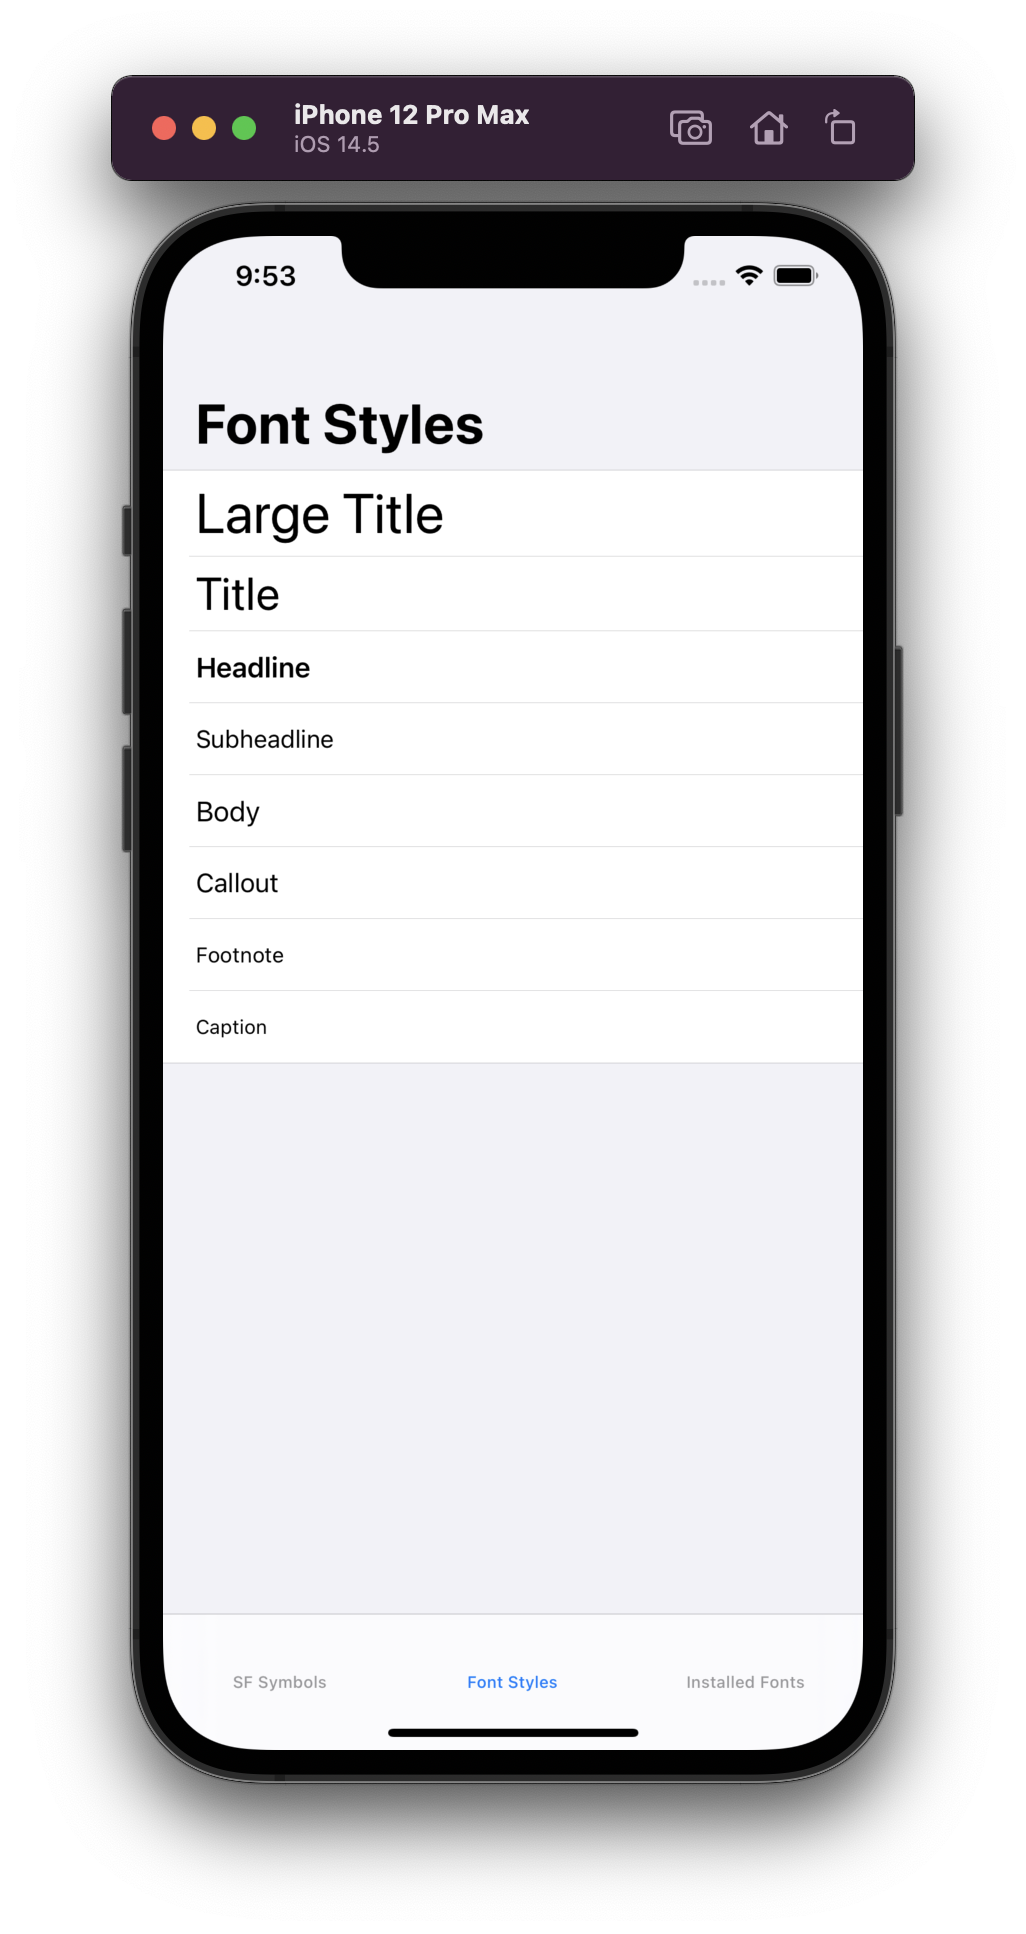 iPhone 12 Pro Max
iOS 14.5
9:53
Font Styles
Large Title
Title
Headline
Subheadline
Body
Callout
Footnote
Caption
SF Symbols
Font Styles
Installed Fonts